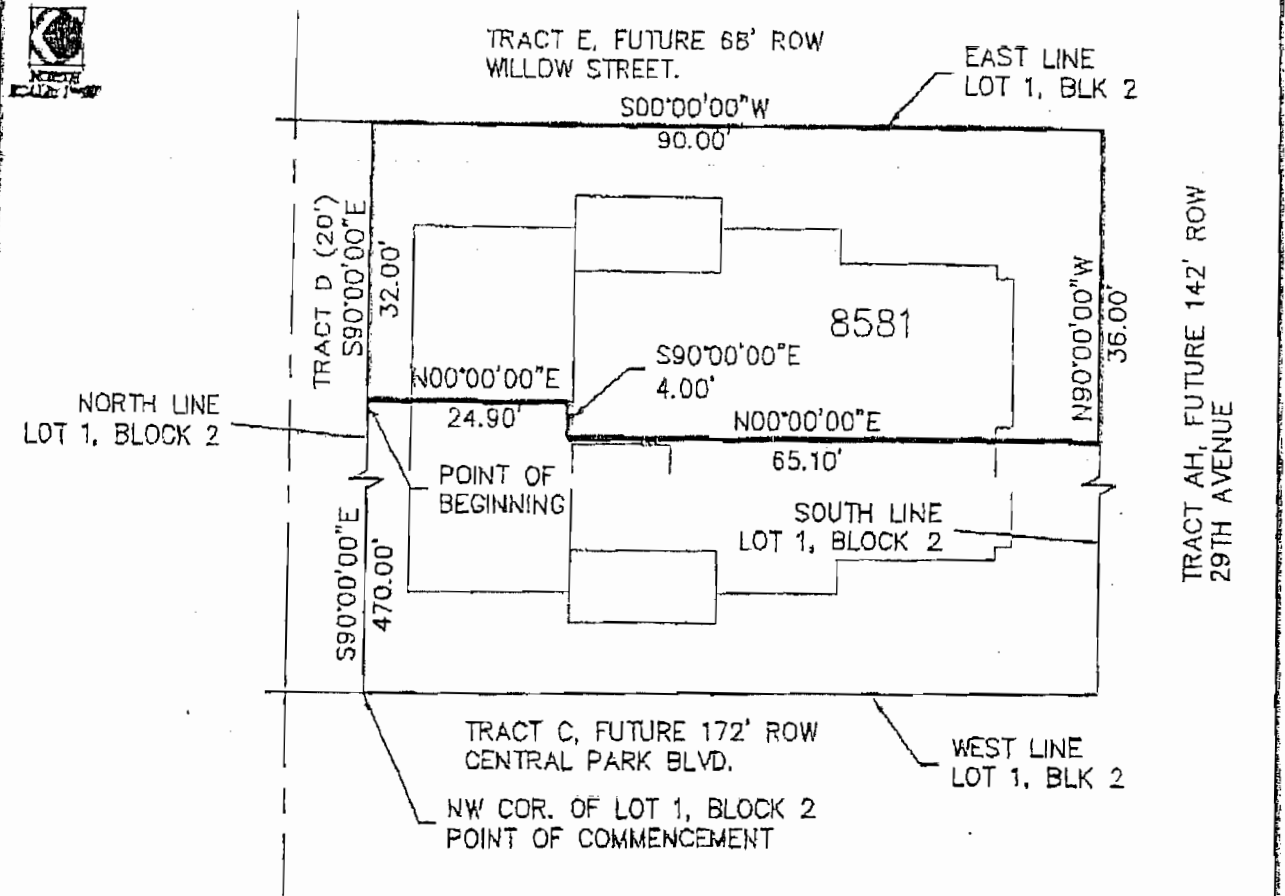 NORTH
TRACT E, FUTURE 68' ROW
WILLOW STREET.
EAST LINE
LOT 1, BLK 2
S00°00'00"W
90.00'
TRACT D (20')
S90°00'00"E
32.00'
8581
N90°00'00"W
36.00'
TRACT AH, FUTURE 142' ROW
29TH AVENUE
S90°00'00"E
4.00'
N00°00'00"E
24.90'
NORTH LINE
LOT 1, BLOCK 2
N00°00'00"E
65.10'
POINT OF
BEGINNING
SOUTH LINE
LOT 1, BLOCK 2
S90°00'00"E
470.00'
TRACT C, FUTURE 172' ROW
CENTRAL PARK BLVD.
WEST LINE
LOT 1, BLK 2
NW COR. OF LOT 1, BLOCK 2
POINT OF COMMENCEMENT